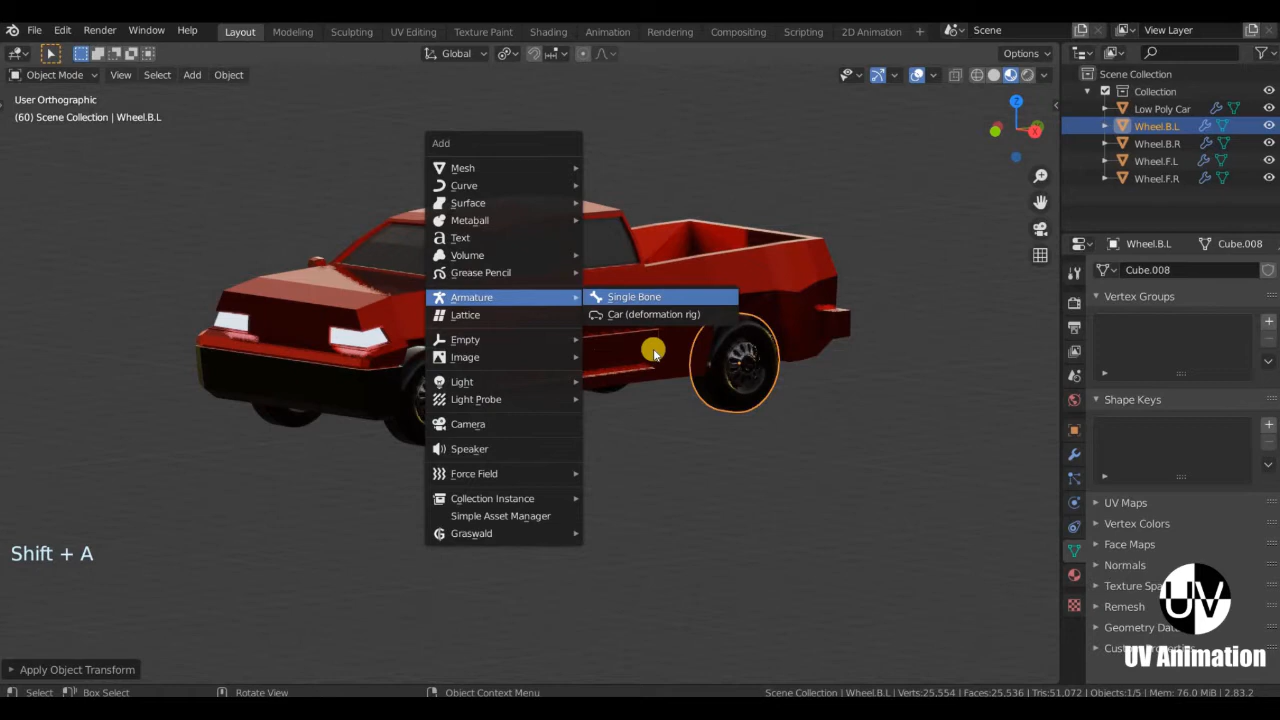 File Edit Render Window Help Layout Modeling Sculpting UV Editing Texture Paint Shading Animation Rendering Compositing Scripting 2D Animation + Scene View Layer
Global Options
Object Mode View Select Add Object
User Orthographic
(60) Scene Collection | Wheel.B.L
Add
Mesh
Curve
Surface
Metaball
Text
Volume
Grease Pencil
Armature
Lattice
Empty
Image
Light
Light Probe
Camera
Speaker
Force Field
Collection Instance
Simple Asset Manager
Graswald
Single Bone
Car (deformation rig)
Z
X
Scene Collection
Collection
Low Poly Car
Wheel.B.L
Wheel.B.R
Wheel.F.L
Wheel.F.R
Wheel.B.L Cube.008
Cube.008
Vertex Groups
Shape Keys
UV Maps
Vertex Colors
Face Maps
Normals
Texture Spa
Remesh
Geometry Data
Cus
UV
UV Animation
Shift + A
Apply Object Transform
Select Box Select Rotate View Object Context Menu Scene Collection | Wheel.B.L | Verts:25,554 | Faces:25,536 | Tris:51,072 | Objects:1/5 | Mem: 76.0 MiB | 2.83.2